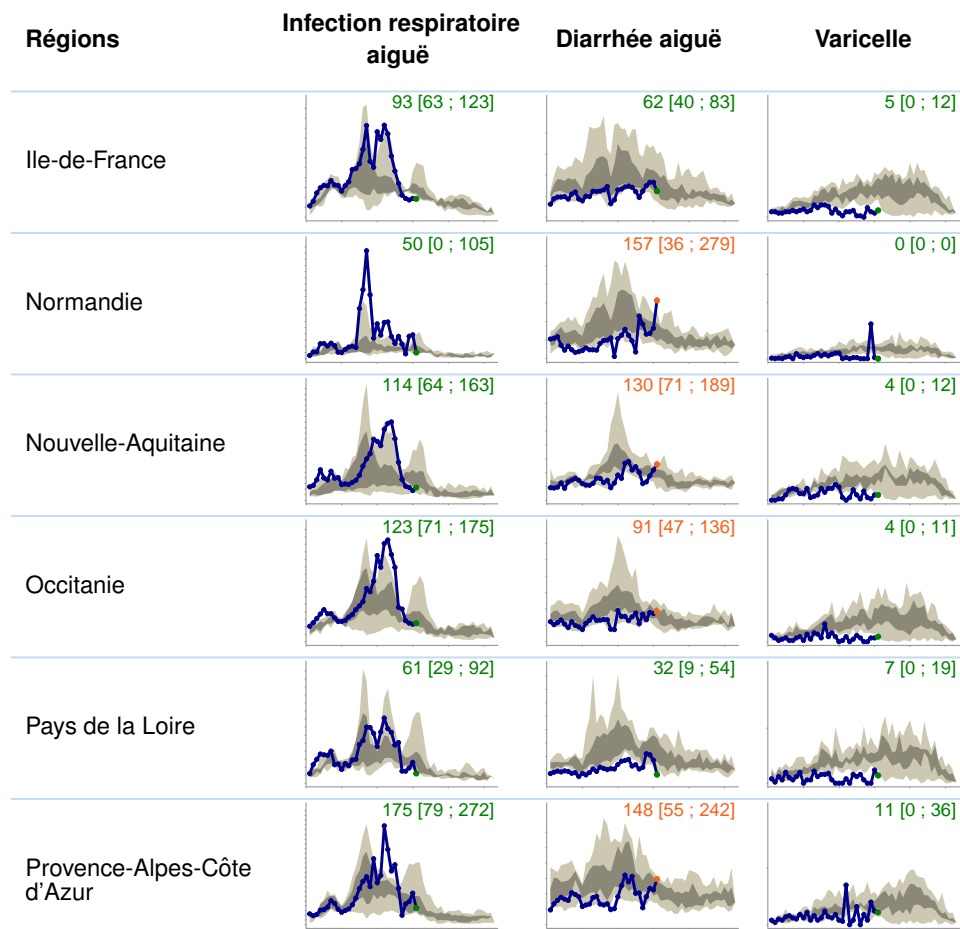 Régions
Infection respiratoire
aiguë
Diarrhée aiguë
Varicelle
Ile-de-France
93 [63 ; 123]
62 [40 ; 83]
5 [0 ; 12]
Normandie
50 [0 ; 105]
157 [36 ; 279]
0 [0 ; 0]
Nouvelle-Aquitaine
114 [64 ; 163]
130 [71 ; 189]
4 [0 ; 12]
Occitanie
123 [71 ; 175]
91 [47 ; 136]
4 [0 ; 11]
Pays de la Loire
61 [29 ; 92]
32 [9 ; 54]
7 [0 ; 19]
Provence-Alpes-Côte
d'Azur
175 [79 ; 272]
148 [55 ; 242]
11 [0 ; 36]